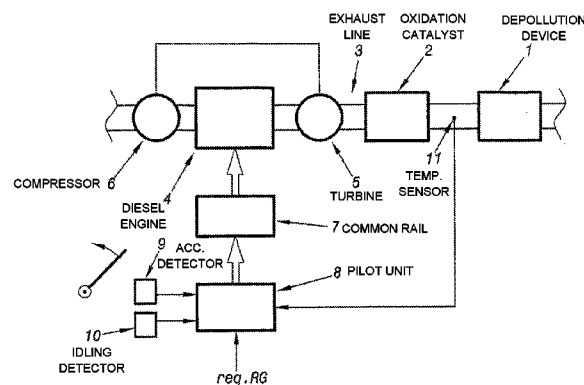 EXHAUST
LINE
3
OXIDATION
CATALYST
2
DEPOLLUTION
DEVICE
1
COMPRESSOR 6
4
DIESEL
ENGINE
5
TURBINE
11
TEMP.
SENSOR
7 COMMON RAIL
9
ACC.
DETECTOR
8 PILOT UNIT
10
IDLING
DETECTOR
req.RG